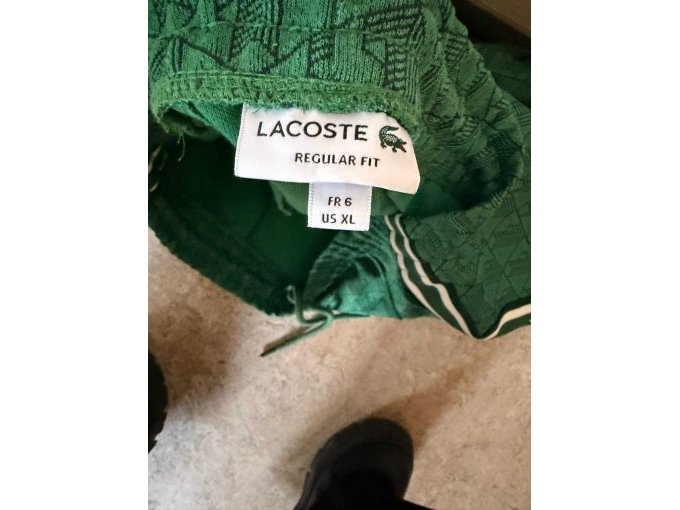 LACOSTE
REGULAR FIT
FR 6
US XL